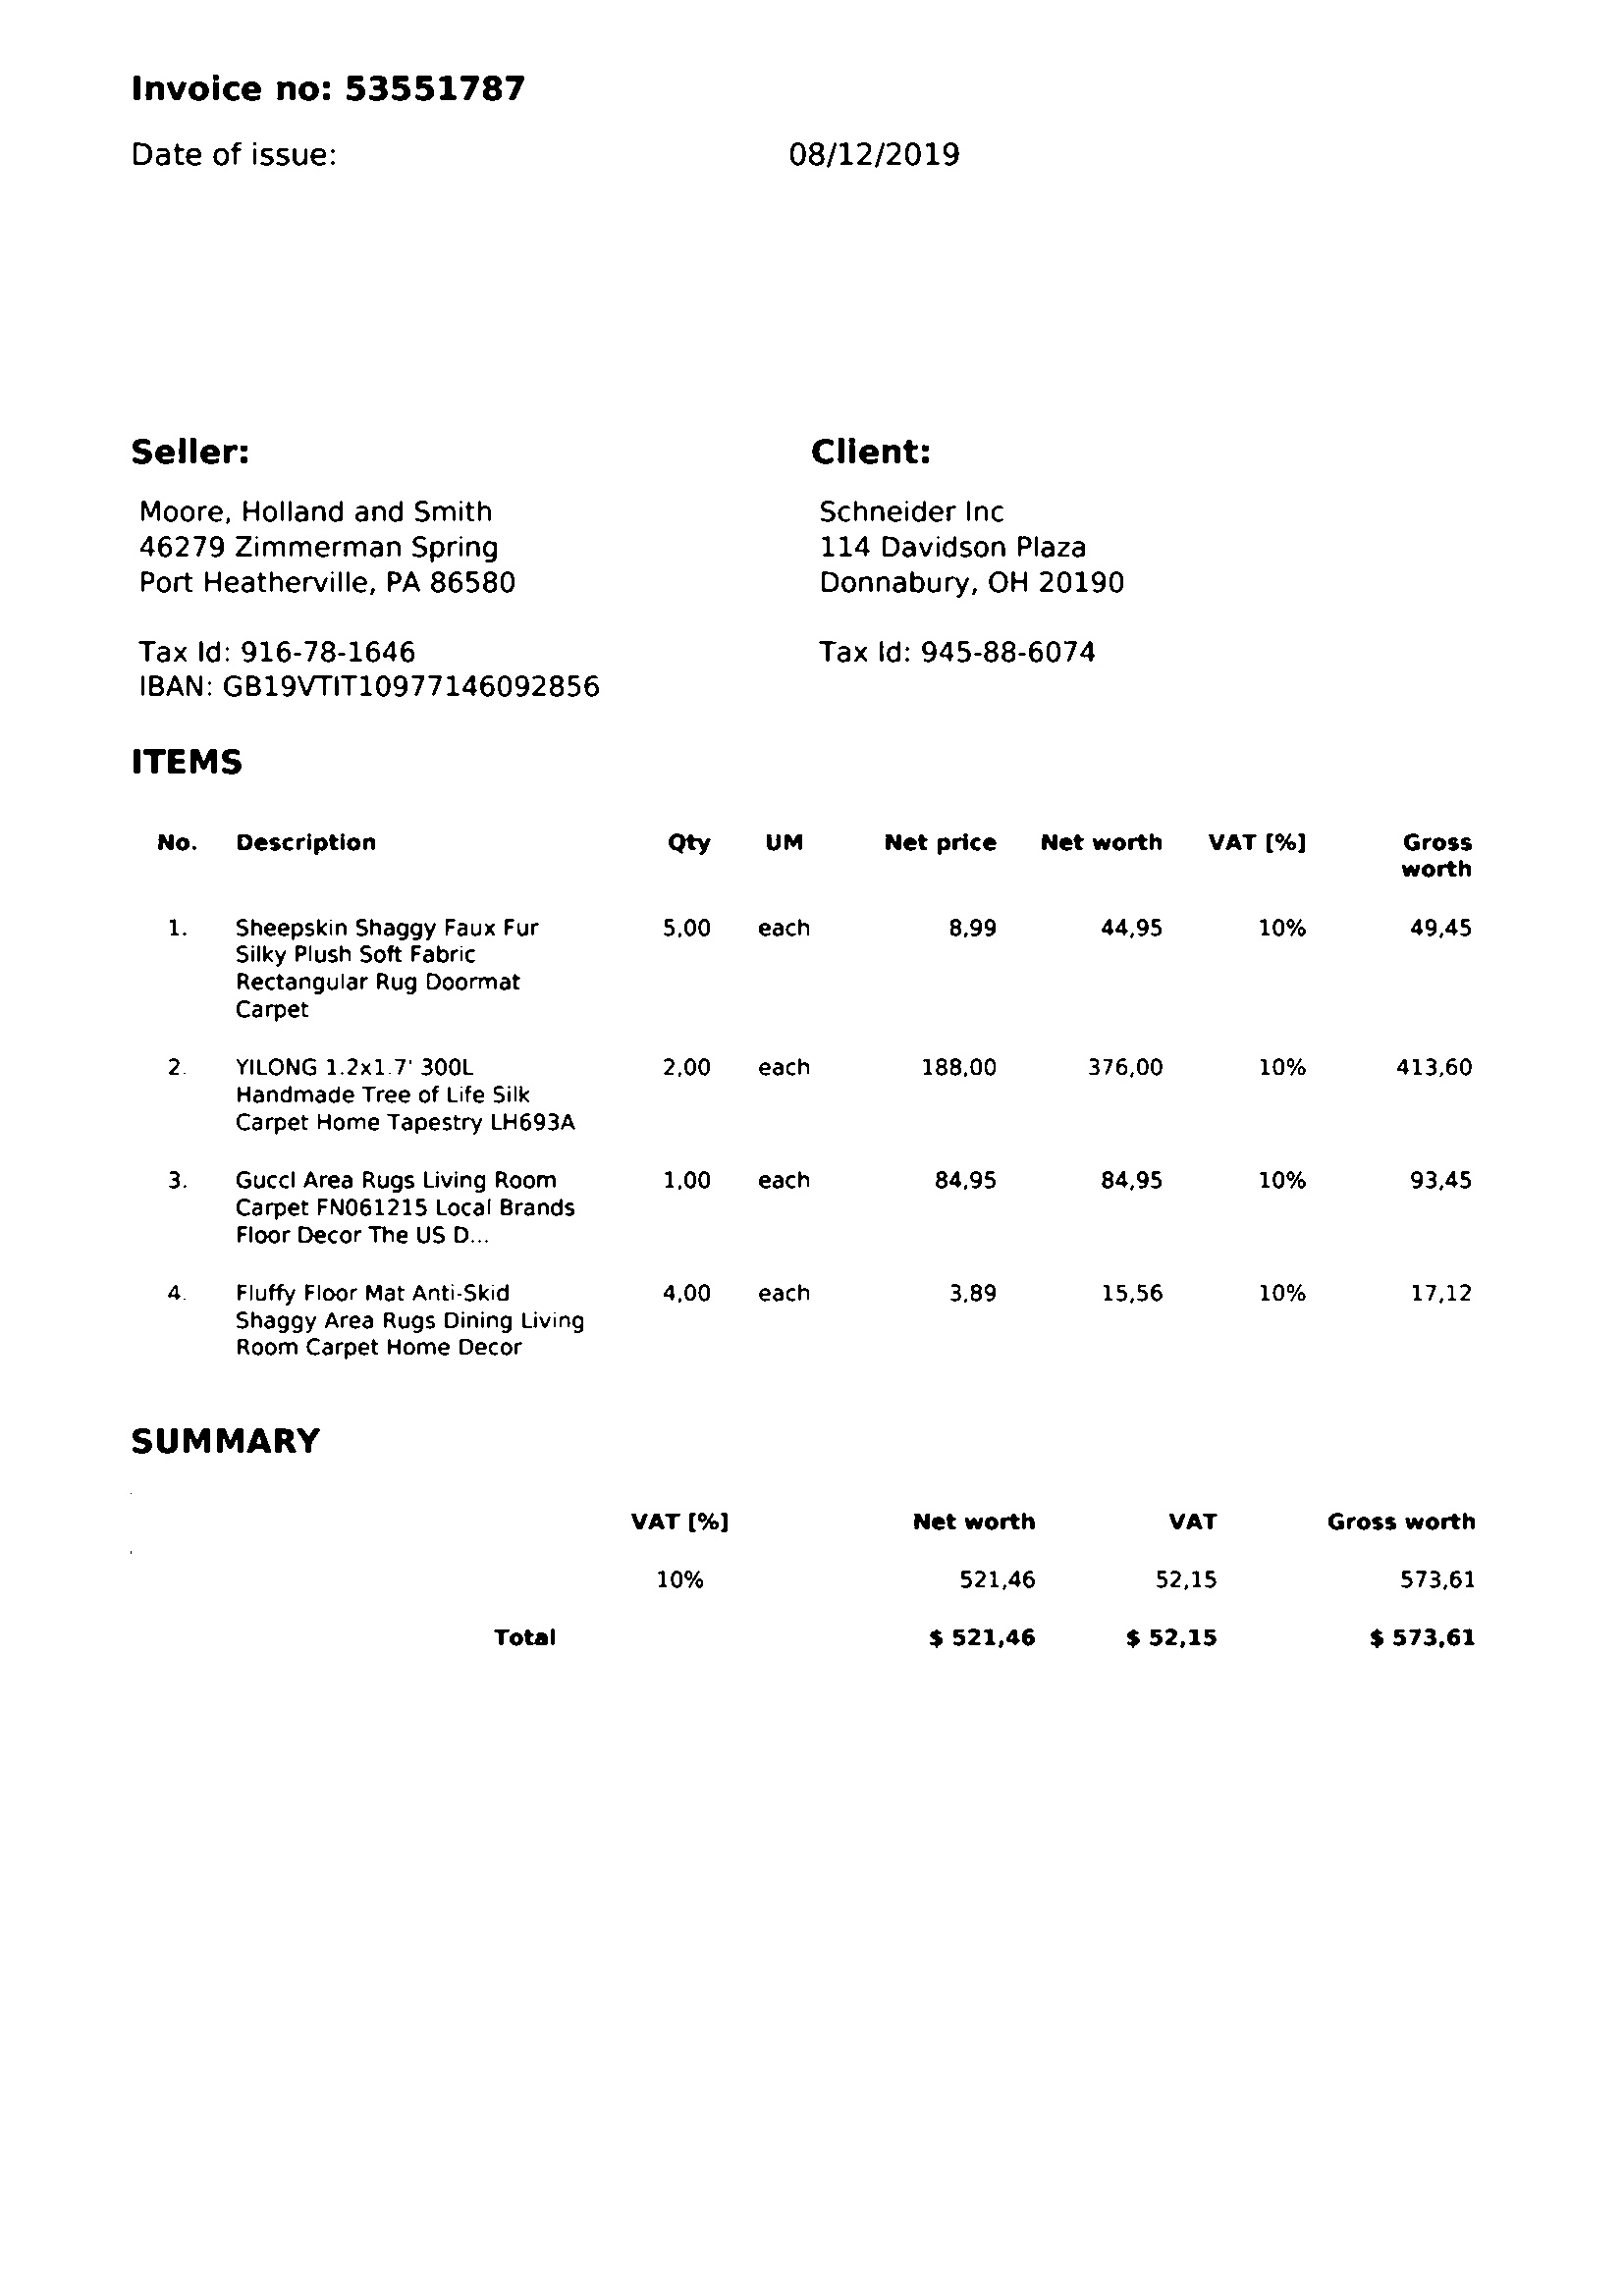 Invoice no: 53551787
Date of issue: 08/12/2019
Seller:
Moore, Holland and Smith
46279 Zimmerman Spring
Port Heatherville, PA 86580
Tax Id: 916-78-1646
IBAN: GB19VTIT10977146092856
Client:
Schneider Inc
114 Davidson Plaza
Donnabury, OH 20190
Tax Id: 945-88-6074
ITEMS
No. Description Qty UM Net price Net worth VAT [%] Gross
worth
1. Sheepskin Shaggy Faux Fur 5,00 each 8,99 44,95 10% 49,45
Silky Plush Soft Fabric
Rectangular Rug Doormat
Carpet
2. YILONG 1.2x1.7' 300L 2,00 each 188,00 376,00 10% 413,60
Handmade Tree of Life Silk
Carpet Home Tapestry LH693A
3. GuccI Area Rugs Living Room 1,00 each 84,95 84,95 10% 93,45
Carpet FN061215 Local Brands
Floor Decor The US D...
4. Fluffy Floor Mat Anti-Skid 4,00 each 3,89 15,56 10% 17,12
Shaggy Area Rugs Dining Living
Room Carpet Home Decor
SUMMARY
VAT [%] Net worth VAT Gross worth
10% 521,46 52,15 573,61
Total $ 521,46 $ 52,15 $ 573,61